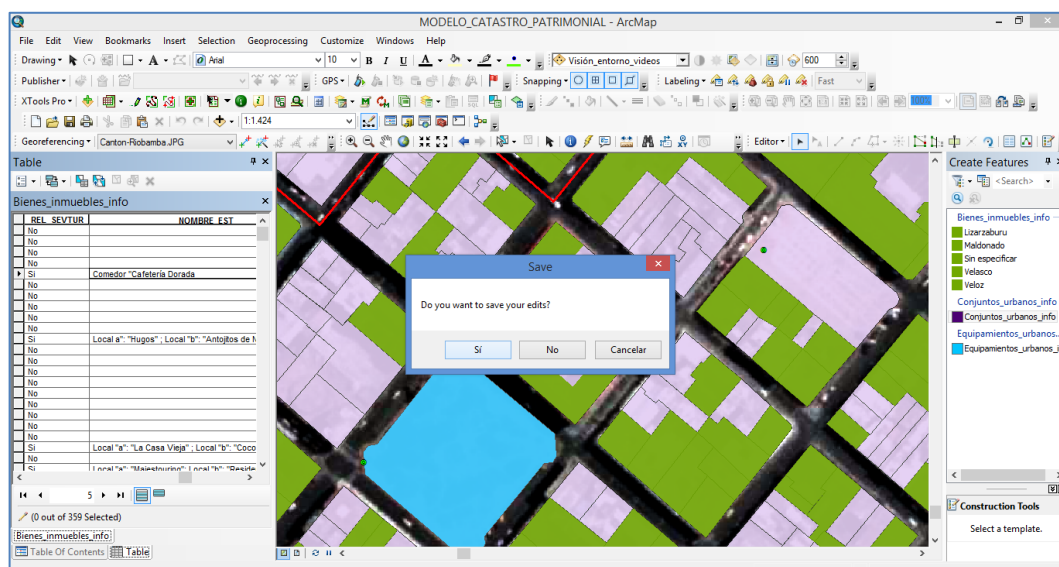 MODELO_CATASTRO_PATRIMONIAL - ArcMap
File Edit View Bookmarks Insert Selection Geoprocessing Customize Windows Help
Drawing A Arial 10 B I U A Visión_entorno_videos 600
Publisher GPS Snapping Labeling Fast
XTools Pro 100%
1:1.424
Georeferencing Canton-Riobamba.JPG Editor
Table
Bienes_inmuebles_info
REL_SEVTUR NOMBRE_EST
No
No
No
No
Si Comedor "Cafetería Dorada
No
No
No
No
No
Si Local a": "Hugos" ; Local "b": "Antojitos de
No
No
No
No
No
No
No
No
No
Si Local "a": "La Casa Vieja" ; Local "b": "Coco
No
Si Local "a": "Majestouring"; Local "b": "Reside
5
(0 out of 359 Selected)
Bienes_inmuebles_info
Table Of Contents Table
Save
Do you want to save your edits?
Sí No Cancelar
Create Features
<Search>
Bienes_inmuebles_info
Lizarzaburu
Maldonado
Sin especificar
Velasco
Veloz
Conjuntos_urbanos_info
Conjuntos_urbanos_info
Equipamientos_urbanos..
Equipamientos_urbanos_i
Construction Tools
Select a template.